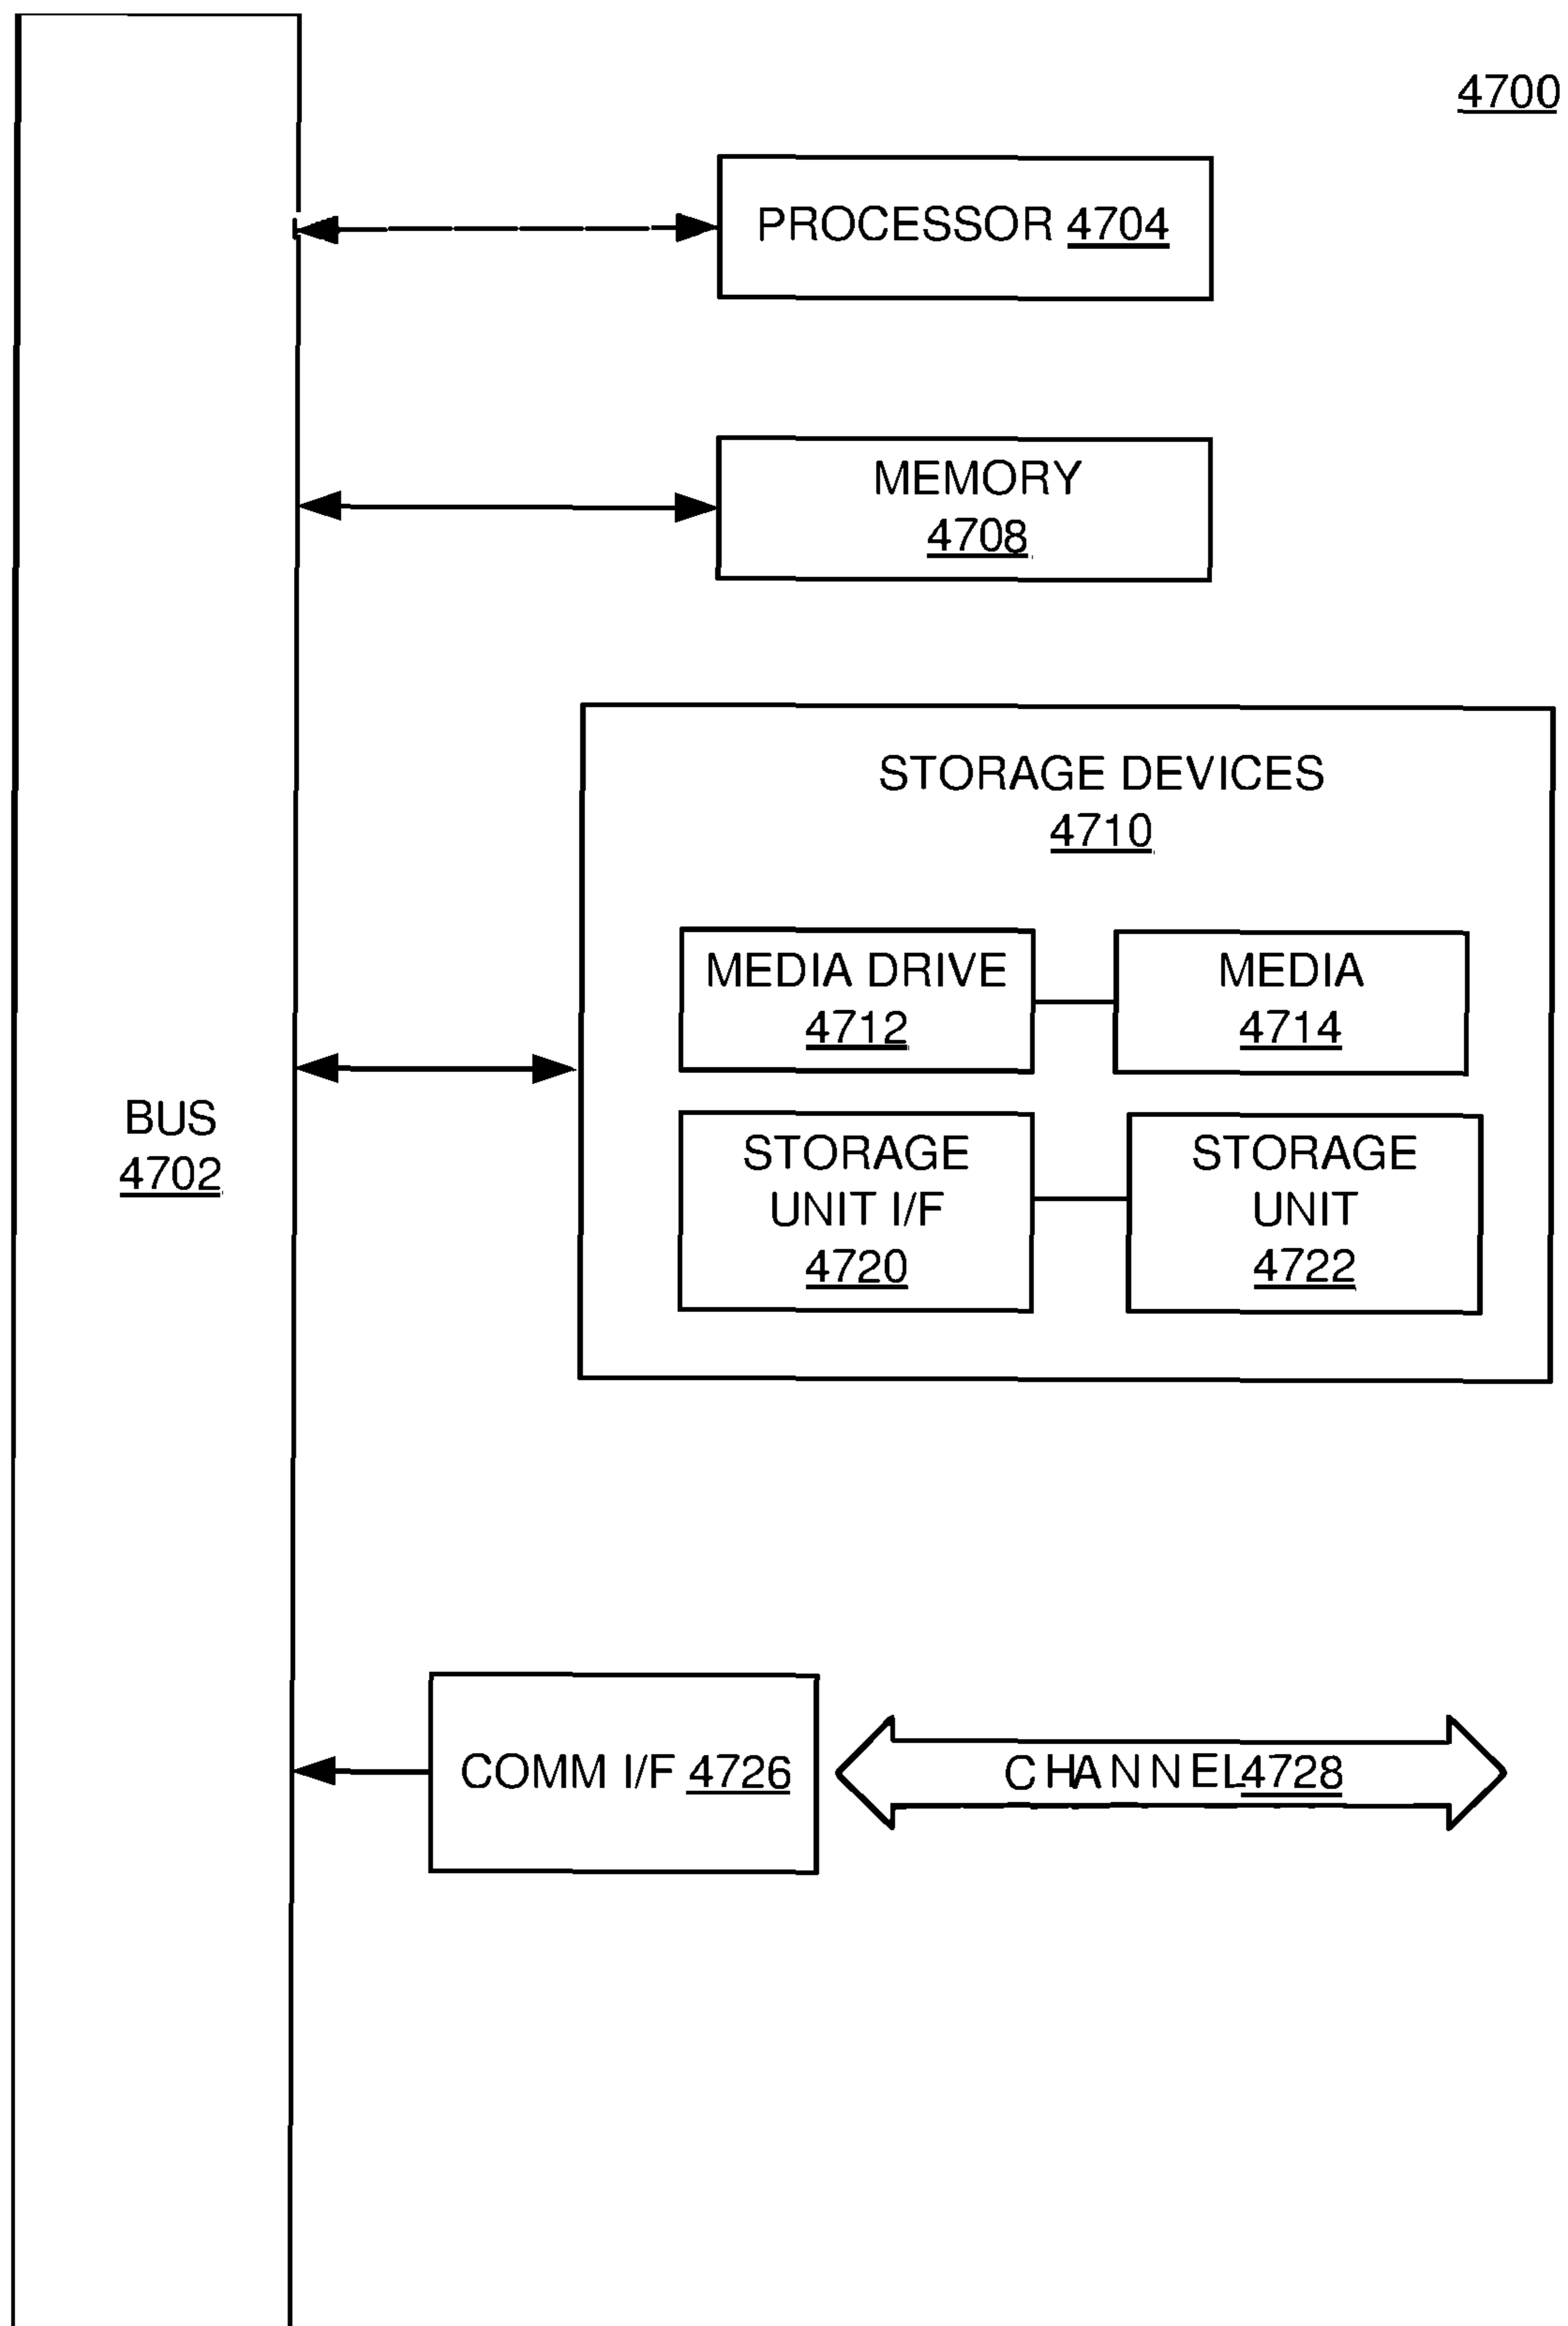 4700
PROCESSOR 4704
MEMORY
4708
STORAGE DEVICES
4710
MEDIA DRIVE
4712
MEDIA
4714
BUS
4702
STORAGE
UNIT I/F
4720
STORAGE
UNIT
4722
COMM I/F 4726
CHANNEL 4728